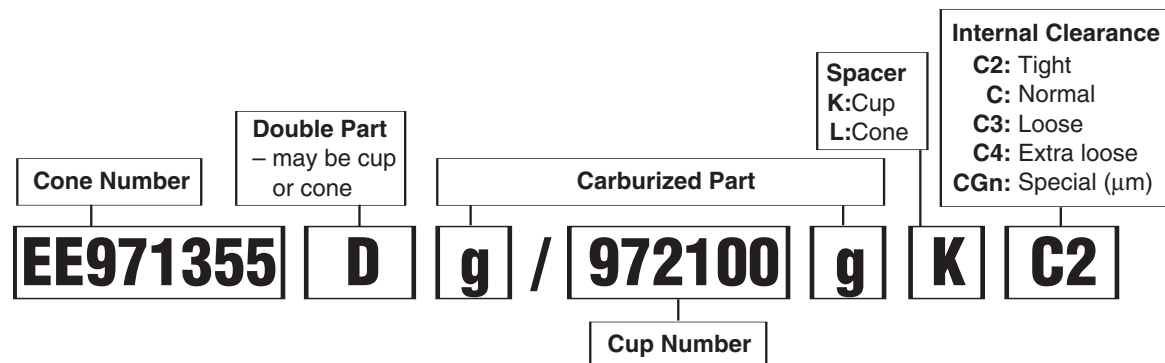 Internal Clearance
C2: Tight
C: Normal
C3: Loose
C4: Extra loose
CGn: Special (µm)
Spacer
K:Cup
L:Cone
Double Part
– may be cup
or cone
Cone Number
Carburized Part
EE971355 D g / 972100 g K C2
Cup Number